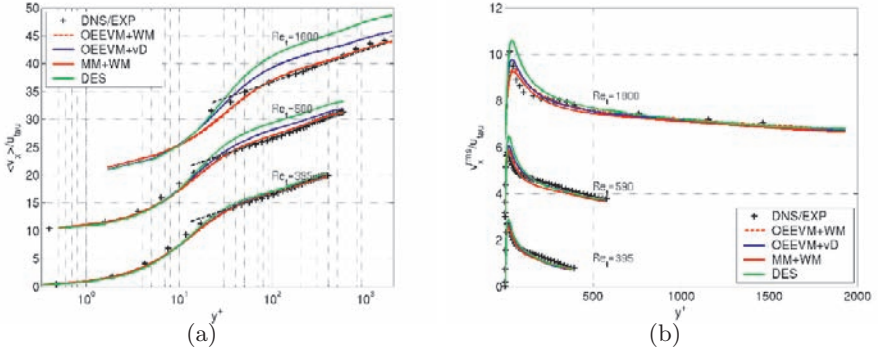 50
45
40
35
30
25
20
15
10
5
0
<v_x>/u_tau
+ DNS/EXP
OEEVM+WM
OEEVM+vD
MM+WM
DES
Re_τ=1800
Re_τ=590
Re_τ=395
10^0
10^1
10^2
10^3
y^+
(a)
12
10
8
6
4
2
0
v_x^rms/u_tau
Re_τ=1800
Re_τ=590
Re_τ=395
+ DNS/EXP
OEEVM+WM
OEEVM+vD
MM+WM
DES
0
500
1000
1500
2000
y^+
(b)